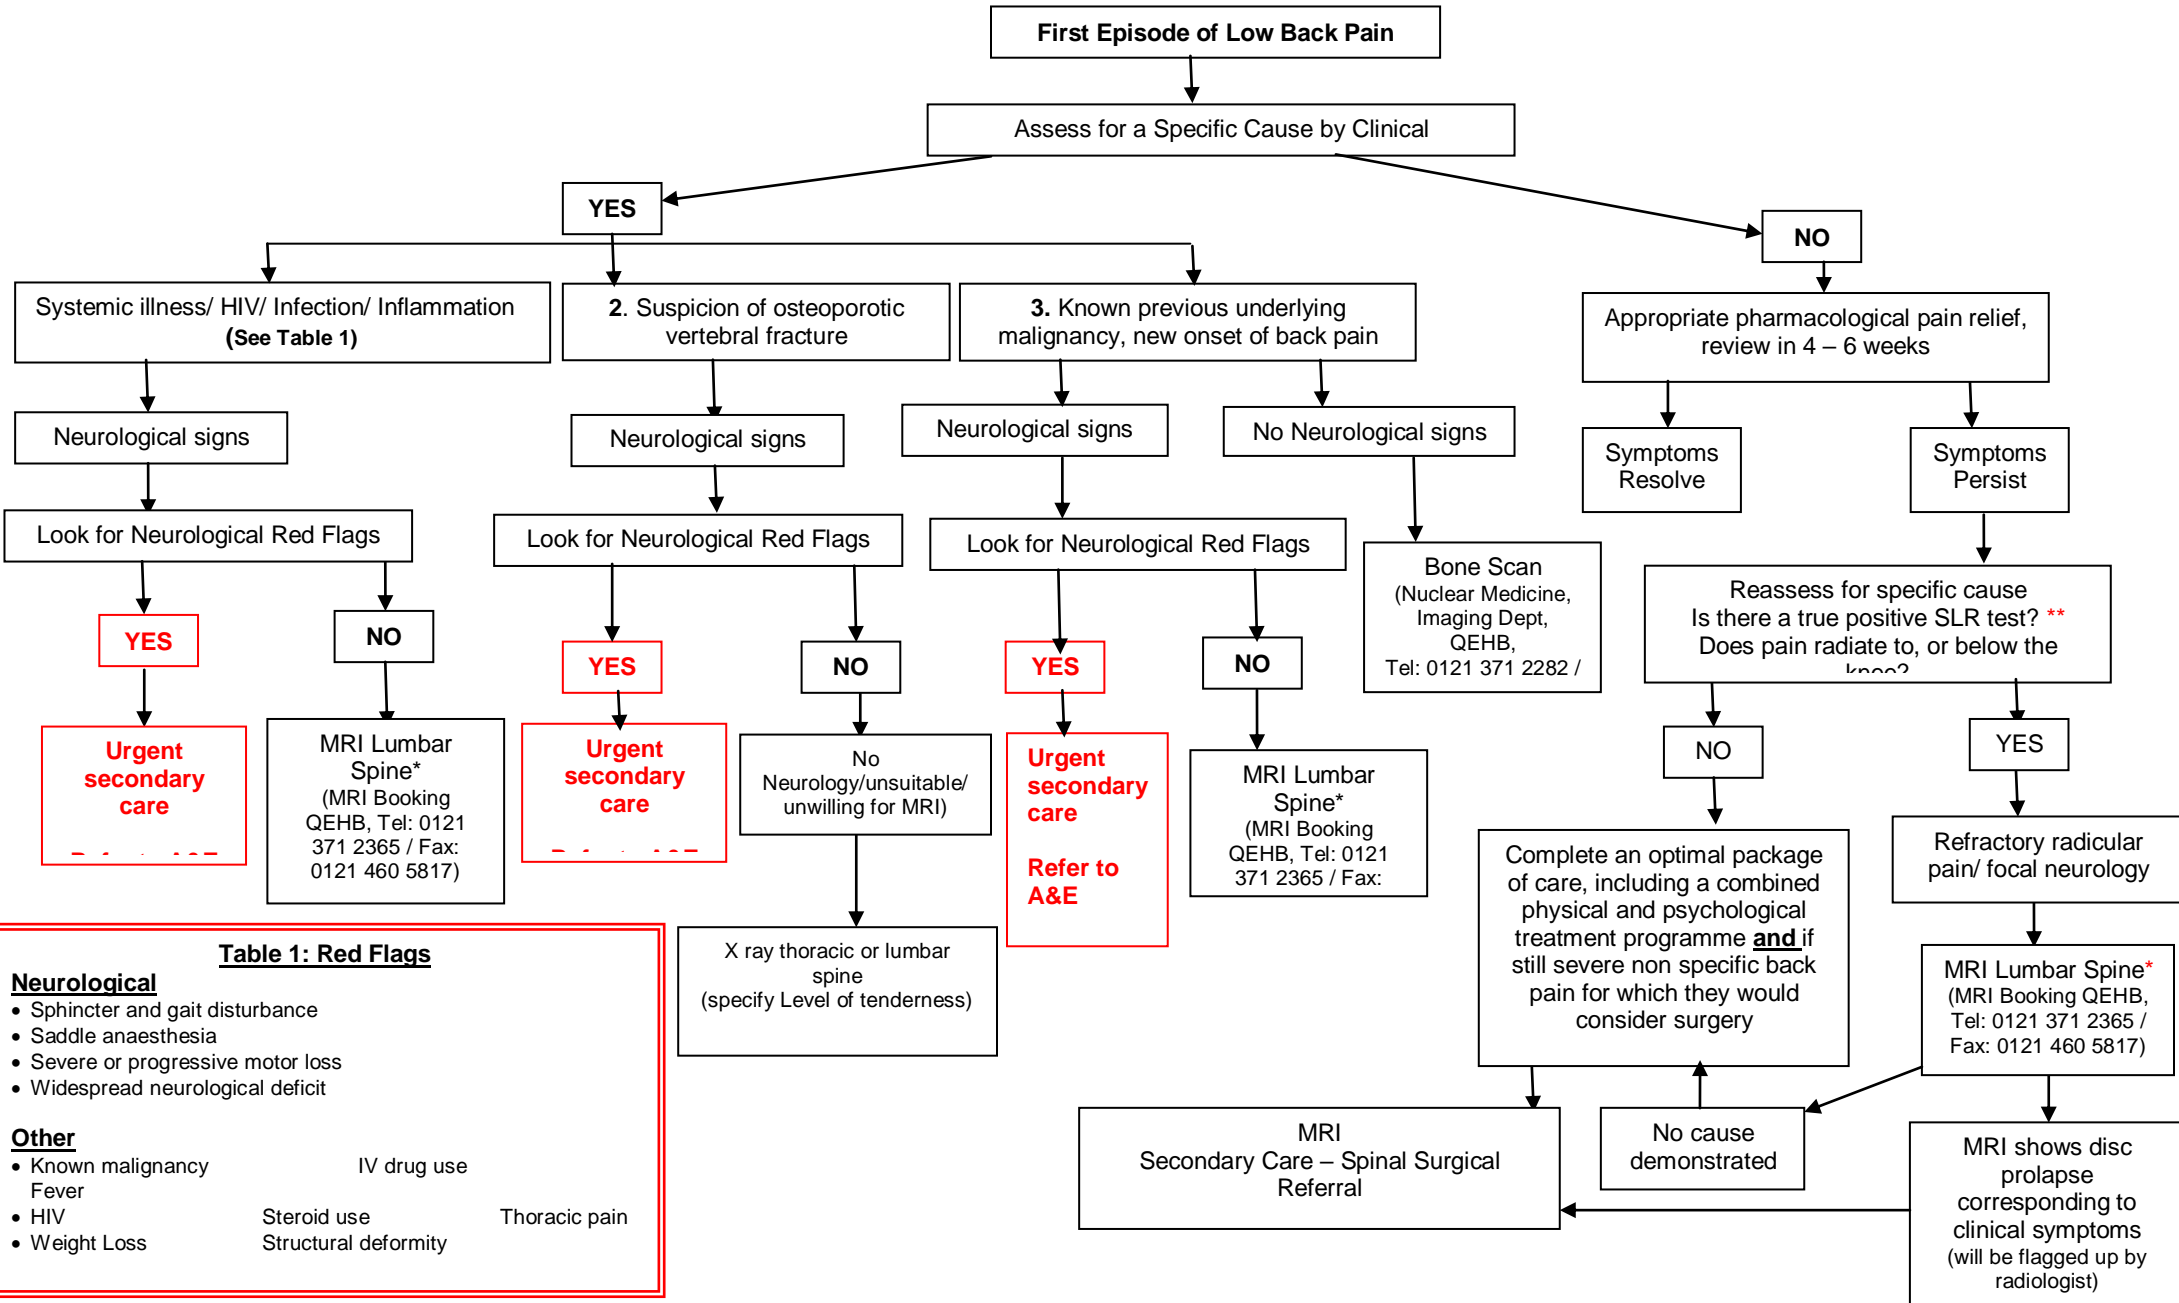 First Episode of Low Back Pain
Assess for a Specific Cause by Clinical
YES
NO
Systemic illness/ HIV/ Infection/ Inflammation
(See Table 1)
2. Suspicion of osteoporotic
vertebral fracture
3. Known previous underlying
malignancy, new onset of back pain
Appropriate pharmacological pain relief,
review in 4 – 6 weeks
Neurological signs
Neurological signs
Neurological signs
No Neurological signs
Symptoms
Resolve
Symptoms
Persist
Look for Neurological Red Flags
Look for Neurological Red Flags
Look for Neurological Red Flags
Bone Scan
(Nuclear Medicine,
Imaging Dept,
QEHB,
Tel: 0121 371 2282 /
Reassess for specific cause
Is there a true positive SLR test? **
Does pain radiate to, or below the
knee?
YES
NO
YES
NO
YES
NO
NO
YES
Urgent
secondary
care
MRI Lumbar
Spine*
(MRI Booking
QEHB, Tel: 0121
371 2365 / Fax:
0121 460 5817)
Urgent
secondary
care
No
Neurology/unsuitable/
unwilling for MRI)
Urgent
secondary
care
Refer to
A&E
MRI Lumbar
Spine*
(MRI Booking
QEHB, Tel: 0121
371 2365 / Fax:
Complete an optimal package
of care, including a combined
physical and psychological
treatment programme and if
still severe non specific back
pain for which they would
consider surgery
Refractory radicular
pain/ focal neurology
X ray thoracic or lumbar
spine
(specify Level of tenderness)
MRI Lumbar Spine*
(MRI Booking QEHB,
Tel: 0121 371 2365 /
Fax: 0121 460 5817)
MRI
Secondary Care – Spinal Surgical
Referral
No cause
demonstrated
MRI shows disc
prolapse
corresponding to
clinical symptoms
(will be flagged up by
radiologist)
Table 1: Red Flags
Neurological
• Sphincter and gait disturbance
• Saddle anaesthesia
• Severe or progressive motor loss
• Widespread neurological deficit
Other
• Known malignancy IV drug use
Fever
• HIV Steroid use Thoracic pain
• Weight Loss Structural deformity